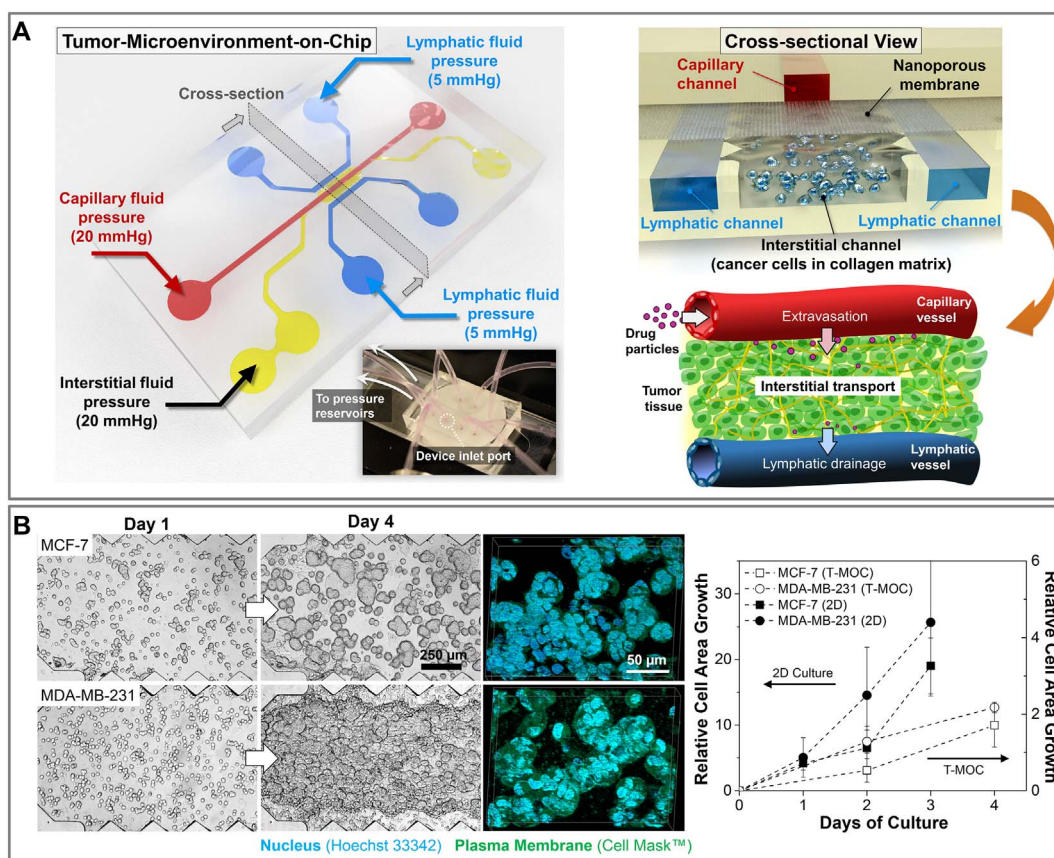 A
Tumor-Microenvironment-on-Chip
Lymphatic fluid
pressure
(5 mmHg)
Cross-section
Capillary fluid
pressure
(20 mmHg)
Lymphatic fluid
pressure
(5 mmHg)
Interstitial fluid
pressure
(20 mmHg)
To pressure
reservoirs
Device inlet port
Cross-sectional View
Capillary
channel
Nanoporous
membrane
Lymphatic channel
Lymphatic channel
Interstitial channel
(cancer cells in collagen matrix)
Drug
particles
Extravasation
Capillary
vessel
Tumor
tissue
Interstitial transport
Lymphatic drainage
Lymphatic
vessel
B
Day 1
Day 4
MCF-7
250 µm
50 µm
MDA-MB-231
Nucleus (Hoechst 33342) Plasma Membrane (Cell Mask™)
Relative Cell Area Growth
30
20
10
0
MCF-7 (T-MOC)
MDA-MB-231 (T-MOC)
MCF-7 (2D)
MDA-MB-231 (2D)
2D Culture
T-MOC
6
4
2
0
Relative Cell Area Growth
0 1 2 3 4
Days of Culture